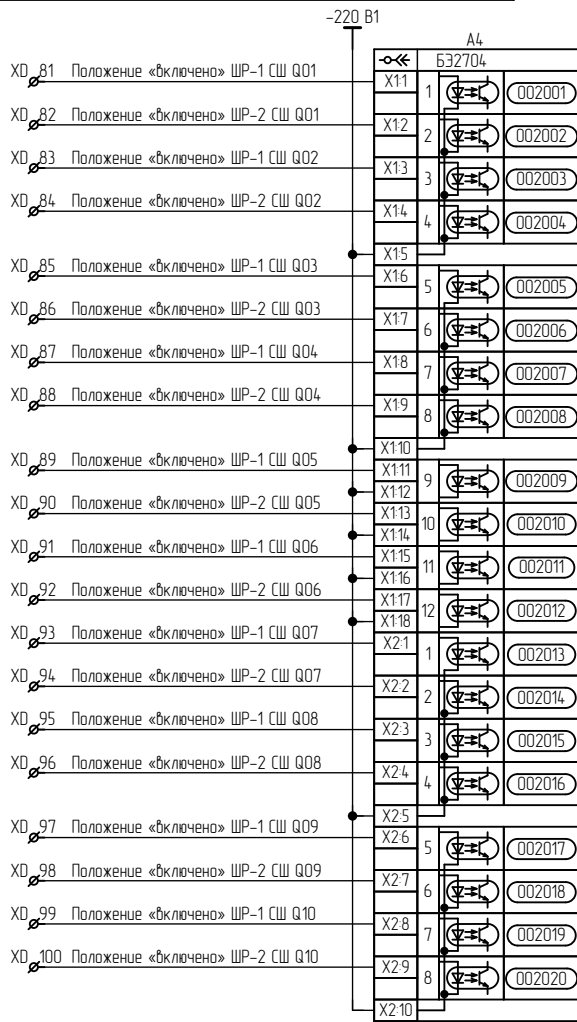 -220 В1
А4
Б32704
XD 81 Положение «Включено» ШР-1 СШ Q01 X1:1 1 002001
XD 82 Положение «Включено» ШР-2 СШ Q01 X1:2 2 002002
XD 83 Положение «Включено» ШР-1 СШ Q02 X1:3 3 002003
XD 84 Положение «Включено» ШР-2 СШ Q02 X1:4 4 002004
X1:5
XD 85 Положение «Включено» ШР-1 СШ Q03 X1:6 5 002005
XD 86 Положение «Включено» ШР-2 СШ Q03 X1:7 6 002006
XD 87 Положение «Включено» ШР-1 СШ Q04 X1:8 7 002007
XD 88 Положение «Включено» ШР-2 СШ Q04 X1:9 8 002008
X1:10
XD 89 Положение «Включено» ШР-1 СШ Q05 X1:11 9 002009
X1:12
XD 90 Положение «Включено» ШР-2 СШ Q05 X1:13 10 002010
X1:14
XD 91 Положение «Включено» ШР-1 СШ Q06 X1:15 11 002011
X1:16
XD 92 Положение «Включено» ШР-2 СШ Q06 X1:17 12 002012
X1:18
XD 93 Положение «Включено» ШР-1 СШ Q07 X2:1 1 002013
XD 94 Положение «Включено» ШР-2 СШ Q07 X2:2 2 002014
XD 95 Положение «Включено» ШР-1 СШ Q08 X2:3 3 002015
XD 96 Положение «Включено» ШР-2 СШ Q08 X2:4 4 002016
X2:5
XD 97 Положение «Включено» ШР-1 СШ Q09 X2:6 5 002017
XD 98 Положение «Включено» ШР-2 СШ Q09 X2:7 6 002018
XD 99 Положение «Включено» ШР-1 СШ Q10 X2:8 7 002019
XD 100 Положение «Включено» ШР-2 СШ Q10 X2:9 8 002020
X2:10